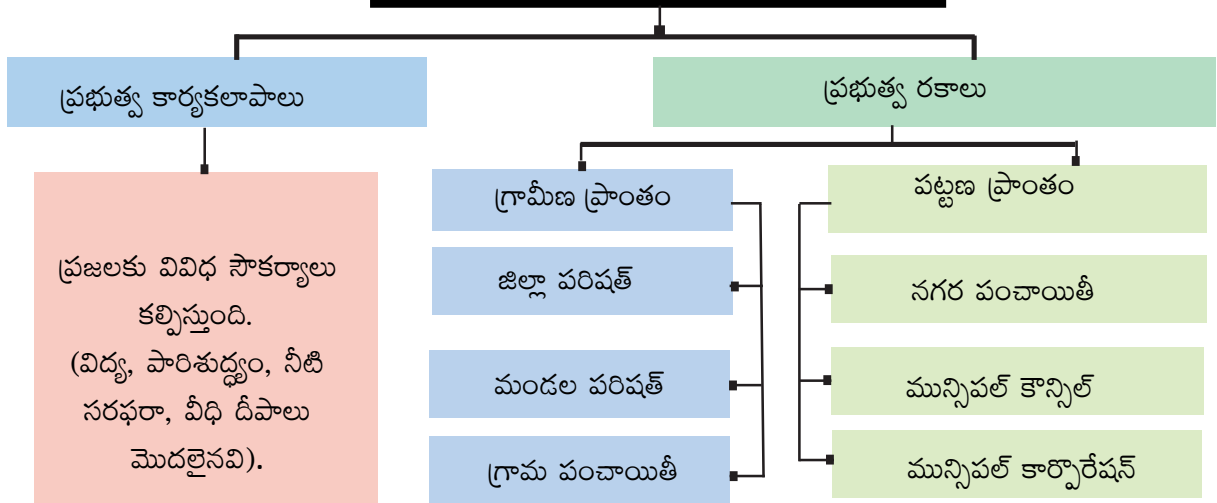 ప్రభుత్వ కార్యకలాపాలు
ప్రజలకు వివిధ సౌకర్యాలు
కల్పిస్తుంది.
(విద్య, పారిశుద్ధ్యం, నీటి
సరఫరా, వీధి దీపాలు
మొదలైనవి).
ప్రభుత్వ రకాలు
గ్రామీణ ప్రాంతం
జిల్లా పరిషత్
మండల పరిషత్
గ్రామ పంచాయితీ
పట్టణ ప్రాంతం
నగర పంచాయితీ
మున్సిపల్ కౌన్సిల్
మున్సిపల్ కార్పొరేషన్